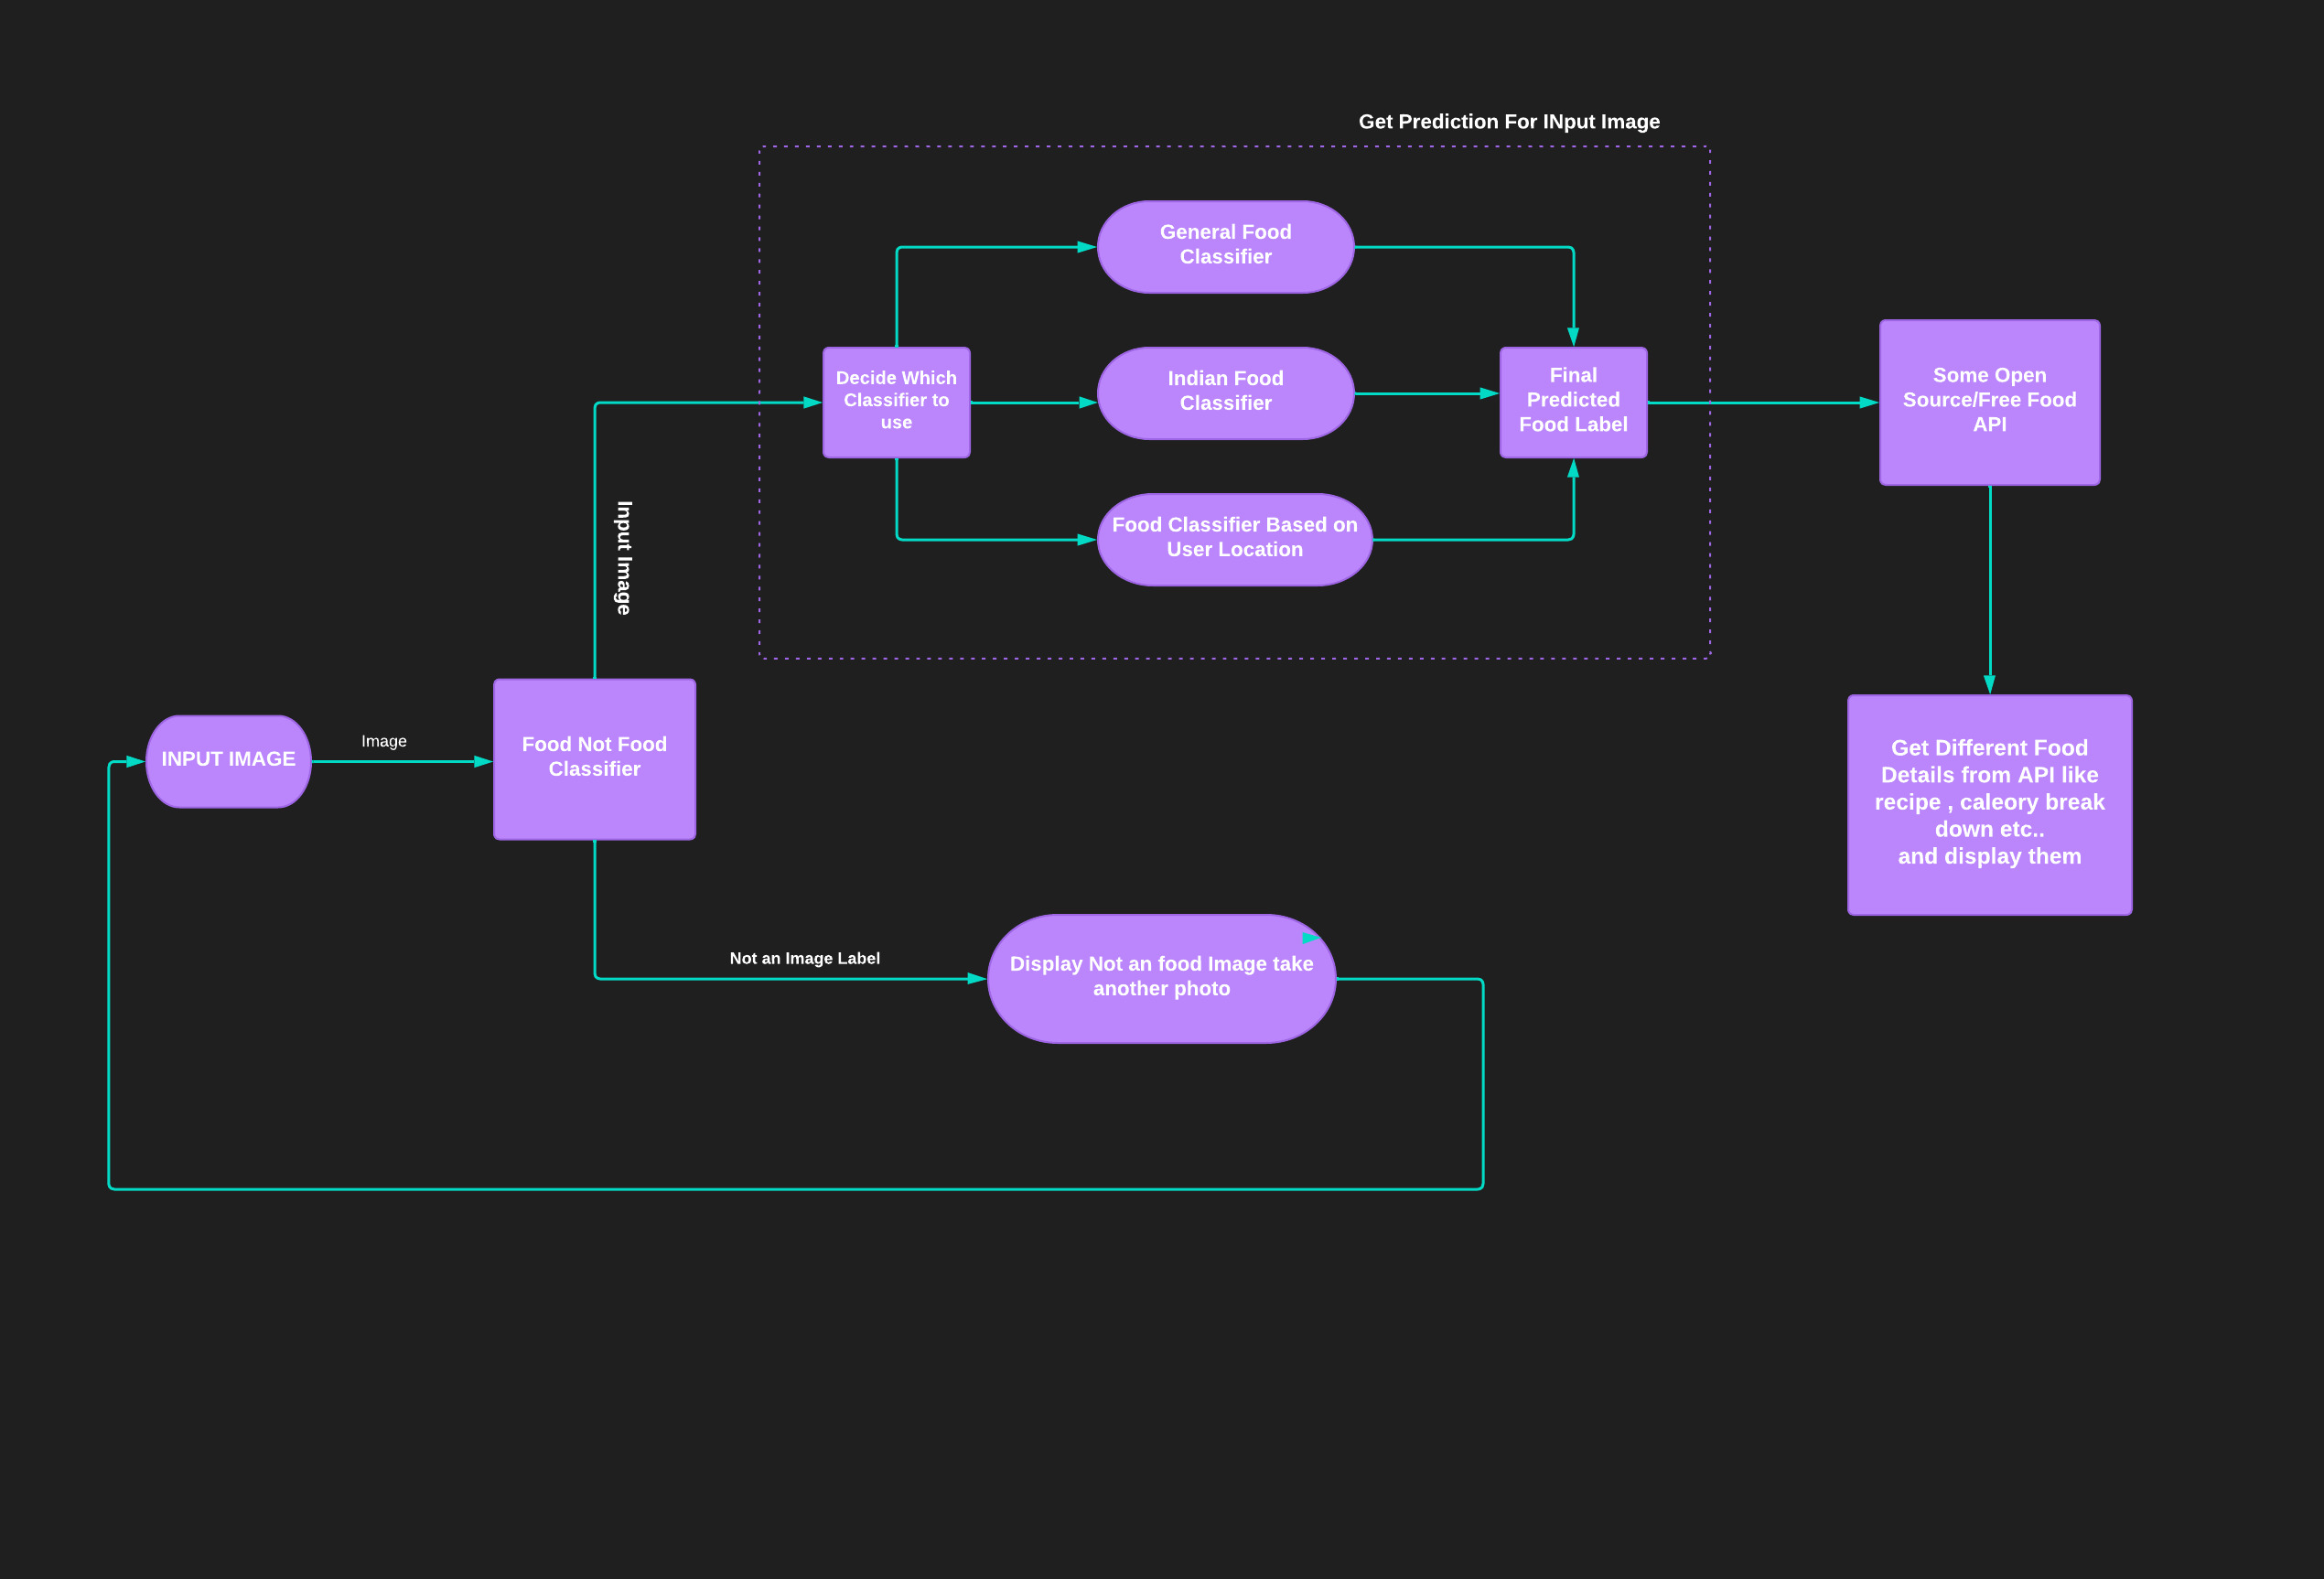 Get Prediction For INput Image
General Food
Classifier
Decide Which
Classifier to
use
Indian Food
Classifier
Final
Predicted
Food Label
Some Open
Source/Free Food
API
Food Classifier Based on
User Location
Input Image
INPUT IMAGE
Image
Food Not Food
Classifier
Get Different Food
Details from API like
recipe , caleory break
down etc..
and display them
Not an Image Label
Display Not an food Image take
another photo